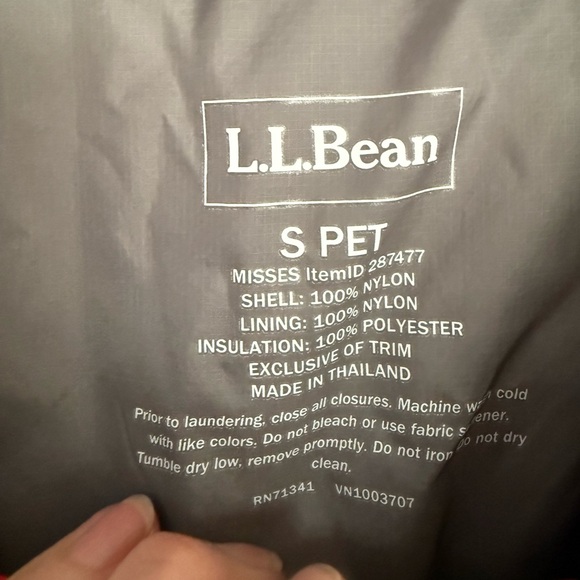 L.L.Bean
S PET
MISSES ItemID 287477
SHELL: 100% NYLON
LINING: 100% NYLON
INSULATION: 100% POLYESTER
EXCLUSIVE OF TRIM
MADE IN THAILAND
Prior to laundering, close all closures. Machine cold
with like colors. Do not bleach or use fabric
Tumble dry low, remove promptly. Do not iron. Do not dry
clean.
RN71341 VN1003707